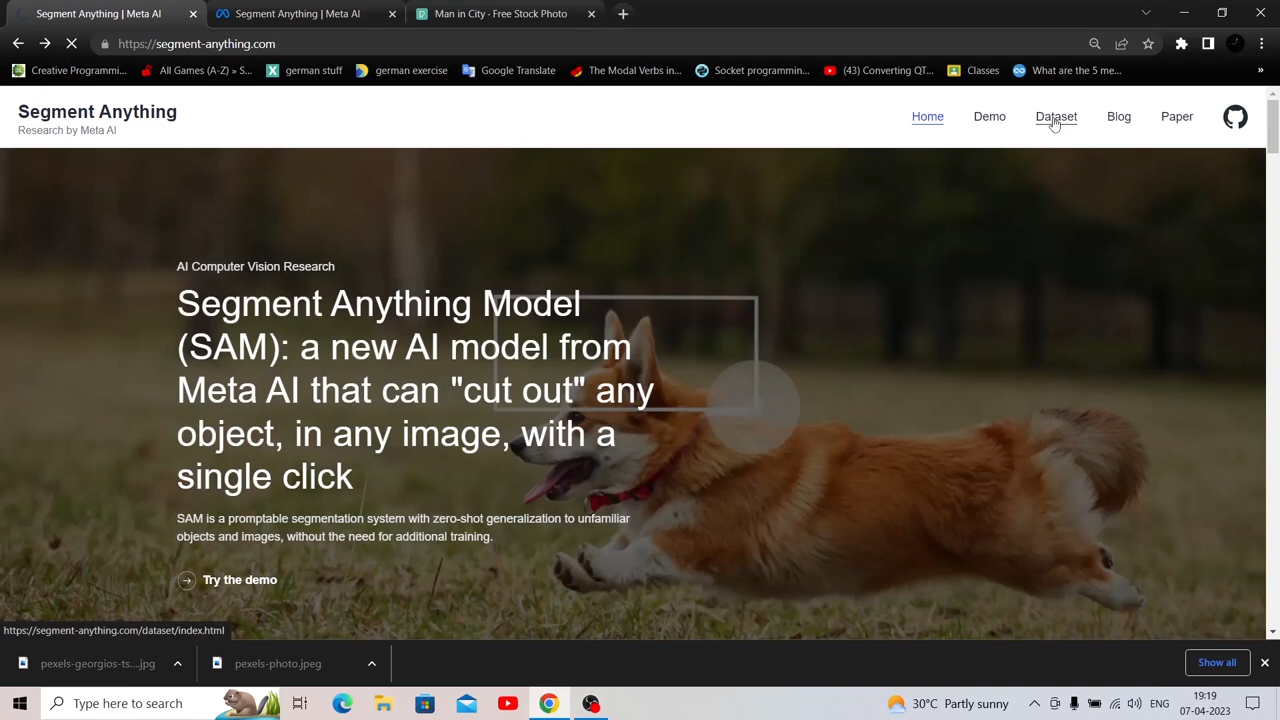 Segment Anything | Meta AI
Segment Anything | Meta AI
Man in City · Free Stock Photo
https://segment-anything.com
Creative Programmi...
All Games (A-Z) » S...
german stuff
german exercise
Google Translate
The Modal Verbs in...
Socket programmin...
(43) Converting QT...
Classes
What are the 5 me...
»
Segment Anything
Research by Meta AI
Home
Demo
Dataset
Blog
Paper
AI Computer Vision Research
Segment Anything Model
(SAM): a new AI model from
Meta AI that can "cut out" any
object, in any image, with a
single click
SAM is a promptable segmentation system with zero-shot generalization to unfamiliar
objects and images, without the need for additional training.
Try the demo
https://segment-anything.com/dataset/index.html
pexels-georgios-ts....jpg
pexels-photo.jpeg
Show all
Type here to search
30°C Partly sunny
ENG
19:19
07-04-2023